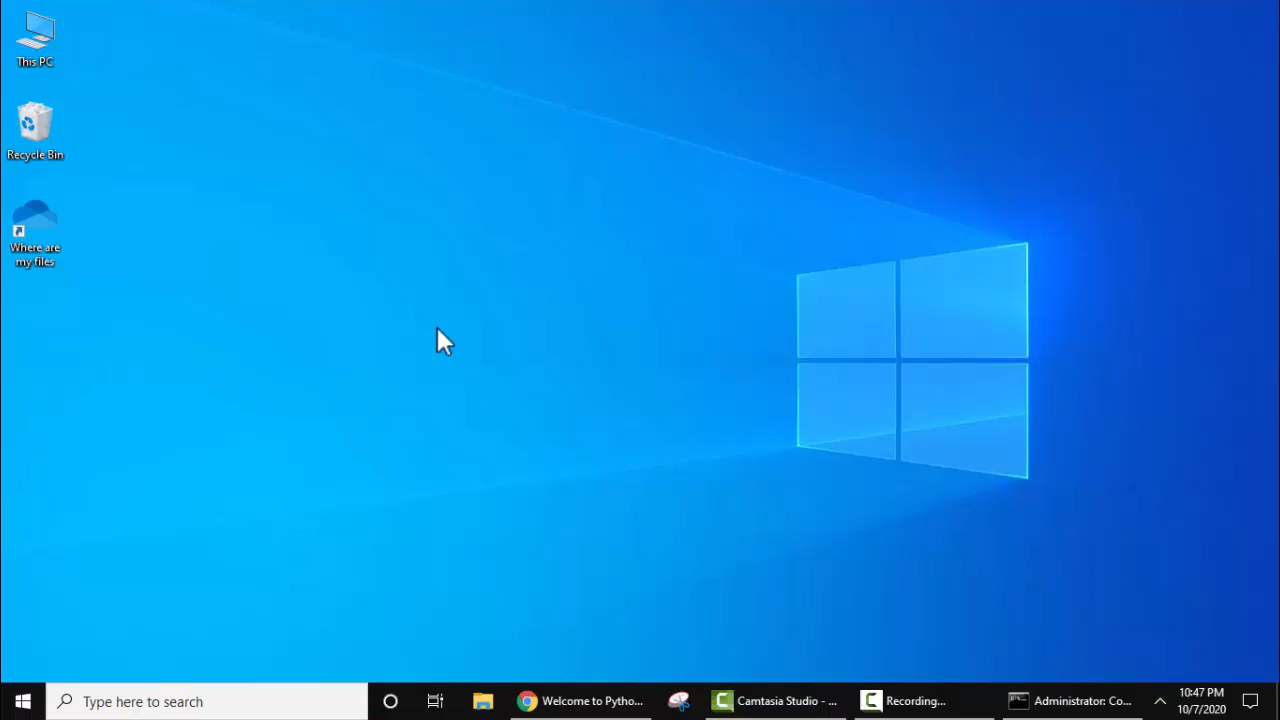 This PC
Recycle Bin
Where are
my files
Type here to search
Welcome to Pytho...
Camtasia Studio - ...
Recording...
Administrator: Co...
10:47 PM
10/7/2020